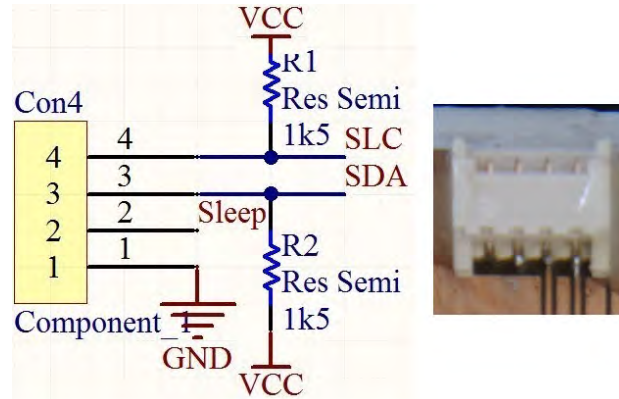 VCC
R1
Con4
Res Semi
4
4
1k5
SLC
3
3
SDA
2
2
Sleep
1
1
R2
Res Semi
Component_1
1k5
GND
VCC